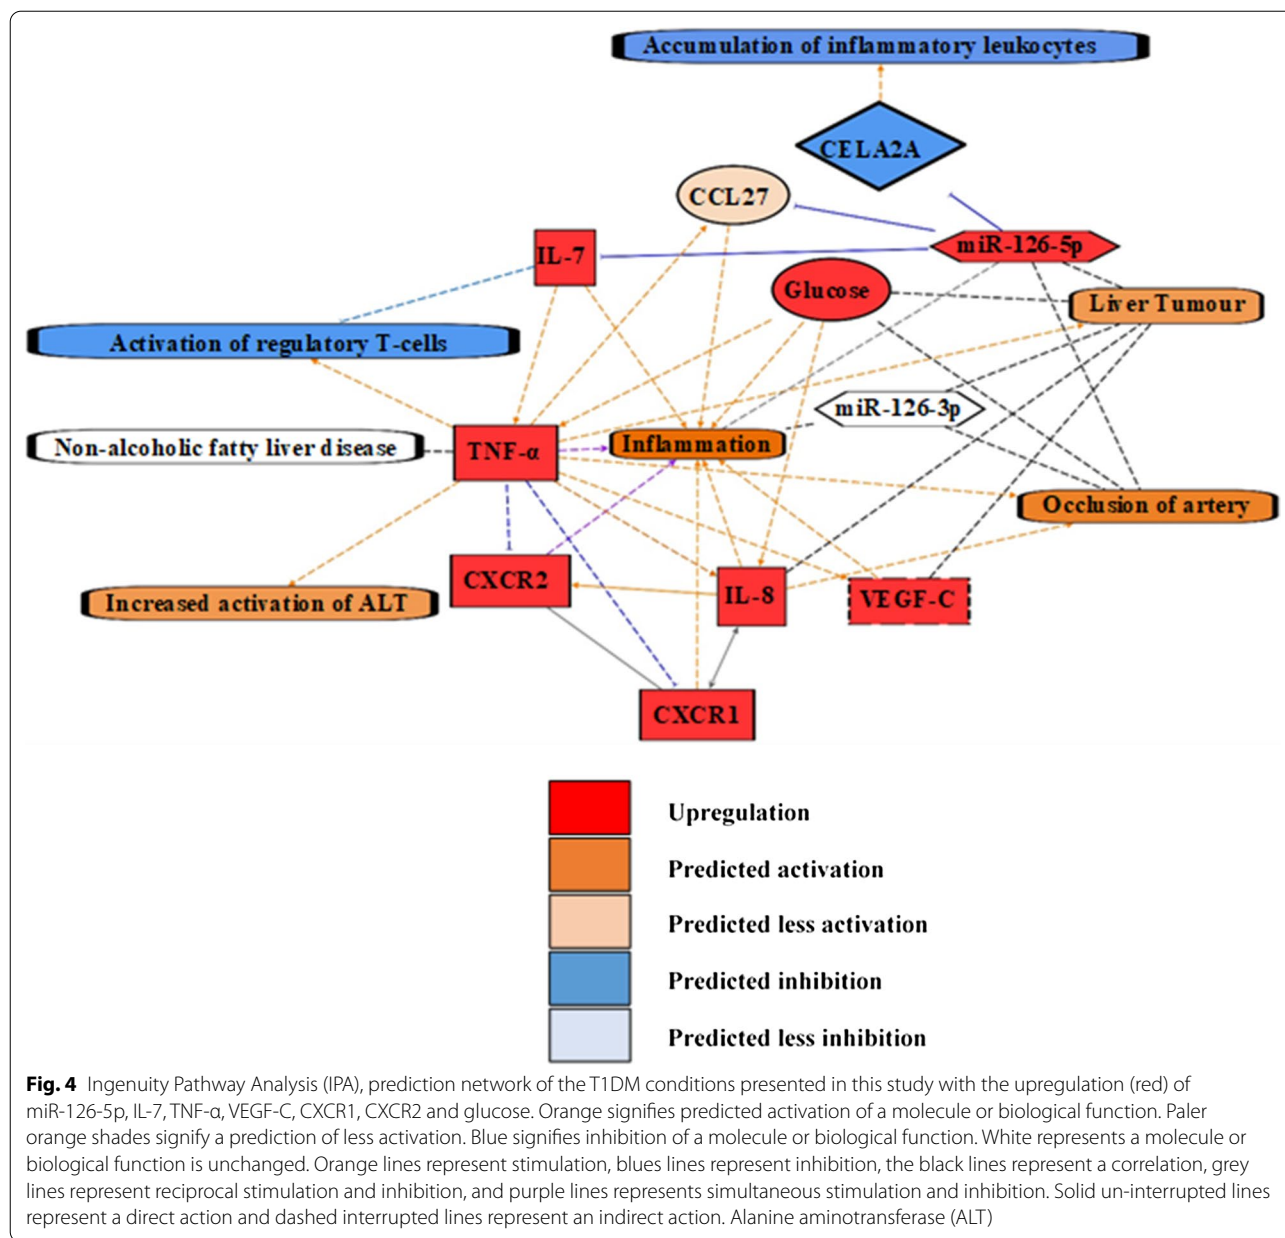 Accumulation of inflammatory leukocytes
CELA2A
CCL27
miR-126-5p
IL-7
Glucose
Liver Tumour
Activation of regulatory T-cells
miR-126-3p
Non-alcoholic fatty liver disease
TNF-α
Inflammation
Occlusion of artery
CXCR2
IL-8
VEGF-C
Increased activation of ALT
CXCR1
Upregulation
Predicted activation
Predicted less activation
Predicted inhibition
Predicted less inhibition
Fig. 4 Ingenuity Pathway Analysis (IPA), prediction network of the T1DM conditions presented in this study with the upregulation (red) of
miR-126-5p, IL-7, TNF-α, VEGF-C, CXCR1, CXCR2 and glucose. Orange signifies predicted activation of a molecule or biological function. Paler
orange shades signify a prediction of less activation. Blue signifies inhibition of a molecule or biological function. White represents a molecule or
biological function is unchanged. Orange lines represent stimulation, blues lines represent inhibition, the black lines represent a correlation, grey
lines represent reciprocal stimulation and inhibition, and purple lines represents simultaneous stimulation and inhibition. Solid un-interrupted lines
represent a direct action and dashed interrupted lines represent an indirect action. Alanine aminotransferase (ALT)